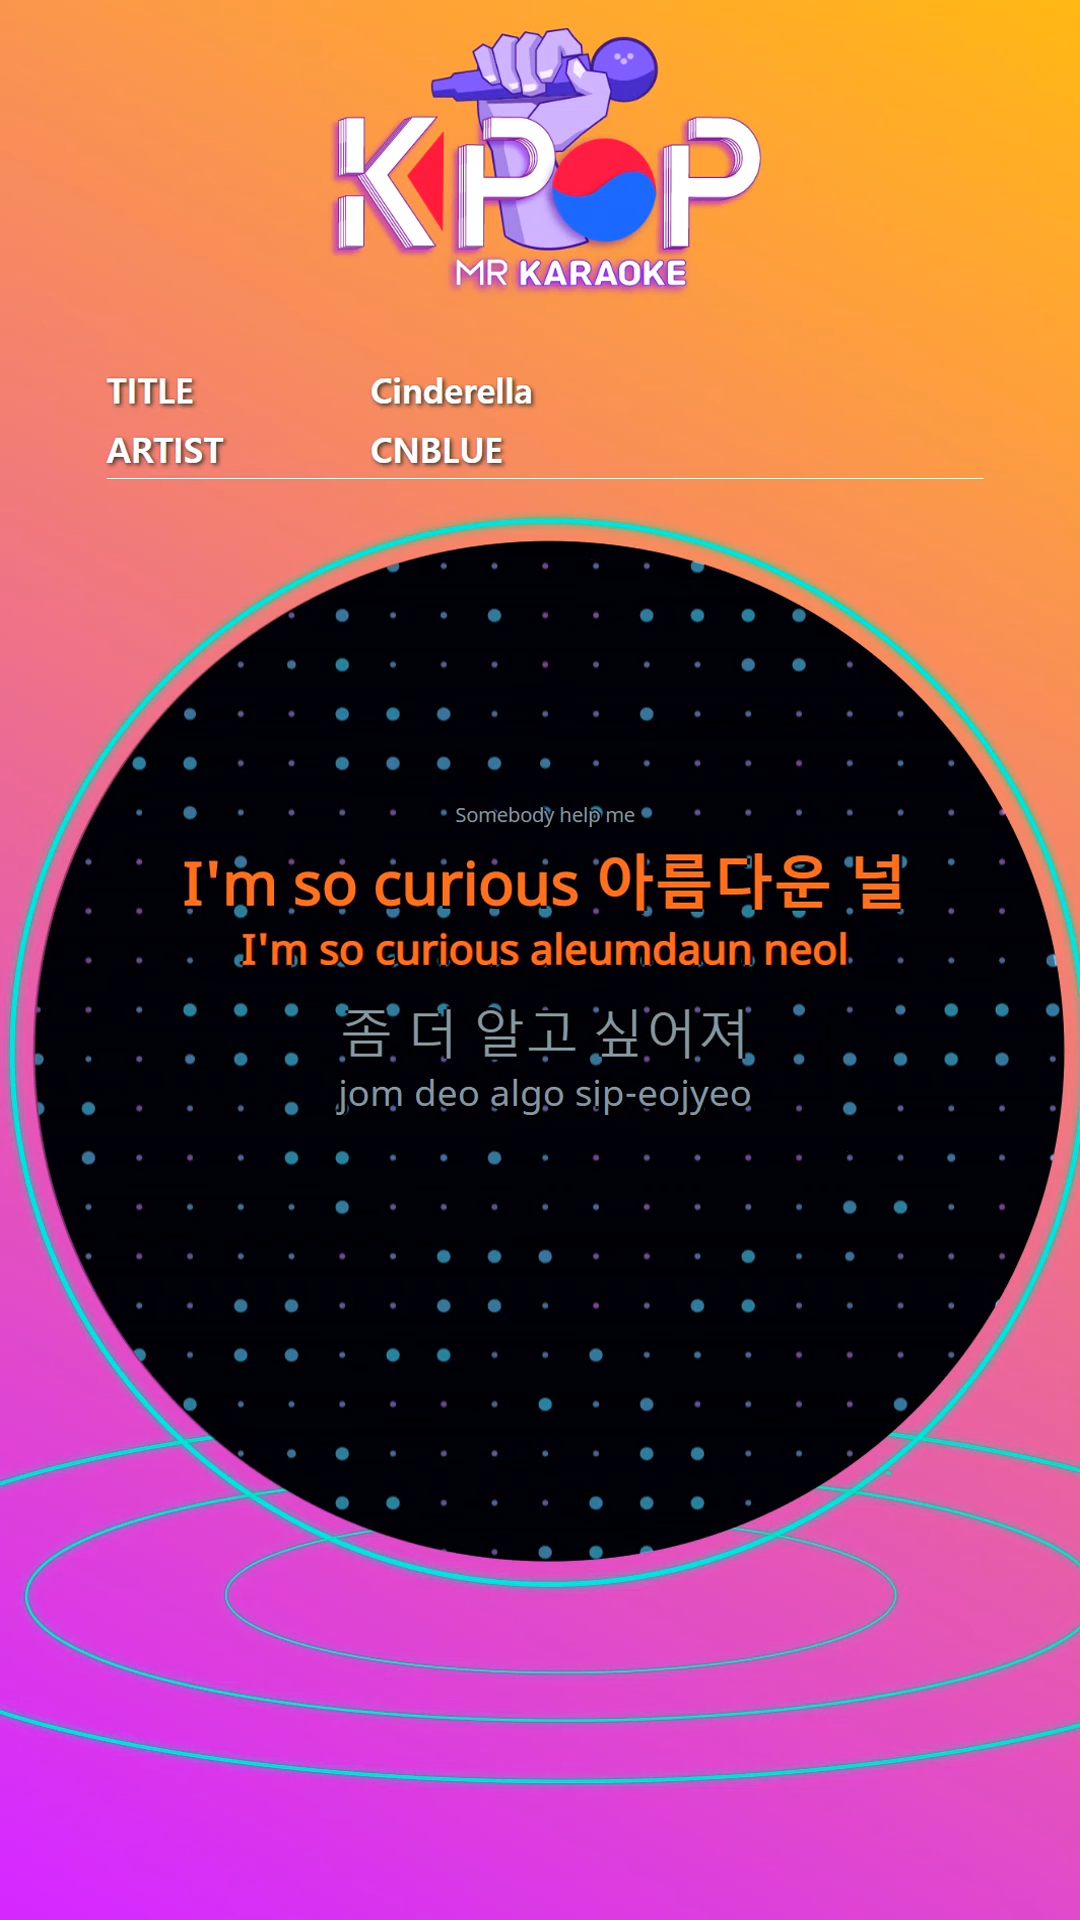 KPOP
MR KARAOKE
TITLE Cinderella
ARTIST CNBLUE
Somebody help me
I'm so curious 아름다운 널
I'm so curious aleumdaun neol
좀 더 알고 싶어져
jom deo algo sip-eojyeo